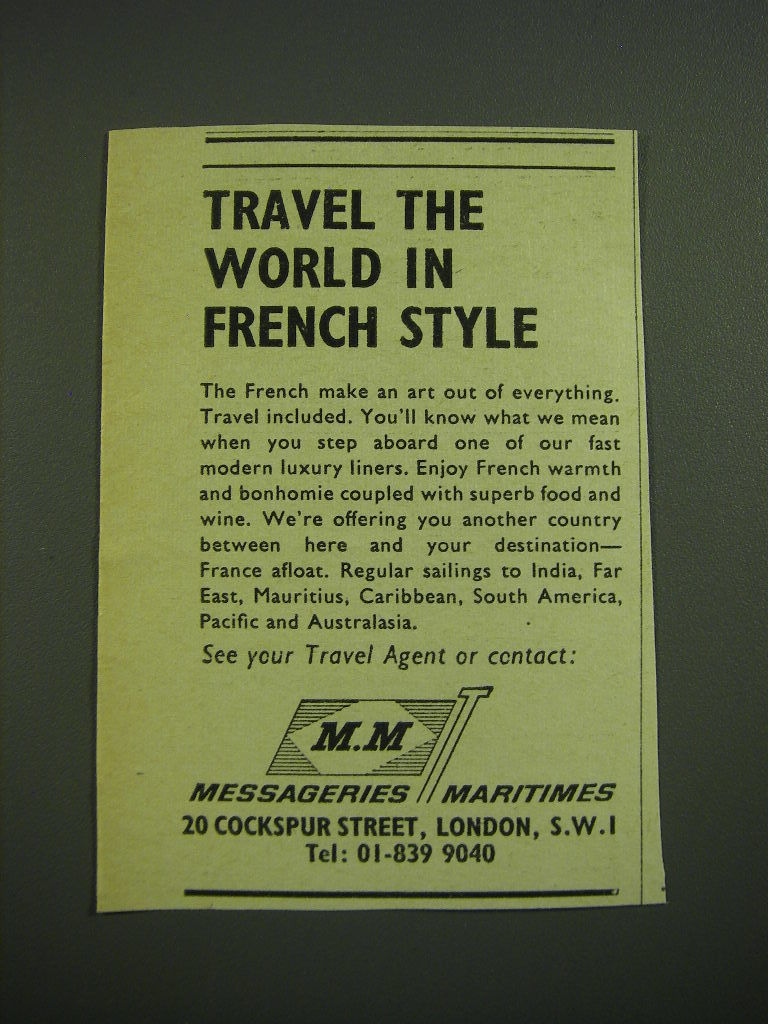 TRAVEL THE
WORLD IN
FRENCH STYLE
The French make an art out of everything.
Travel included. You'll know what we mean
when you step aboard one of our fast
modern luxury liners. Enjoy French warmth
and bonhomie coupled with superb food and
wine. We're offering you another country
between here and your destination—
France afloat. Regular sailings to India, Far
East, Mauritius, Caribbean, South America,
Pacific and Australasia.
See your Travel Agent or contact:
M.M
MESSAGERIES MARITIMES
20 COCKSPUR STREET, LONDON, S.W.1
Tel: 01-839 9040